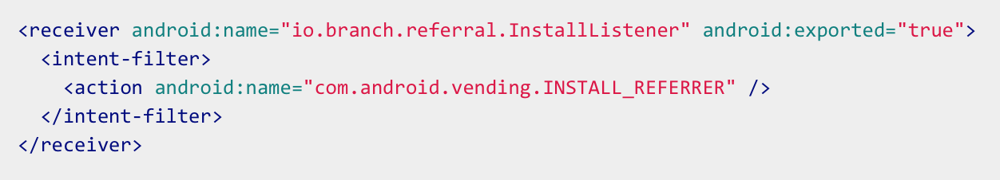 <receiver android:name="io.branch.referral.InstallListener" android:exported="true">
  <intent-filter>
    <action android:name="com.android.vending.INSTALL_REFERRER" />
  </intent-filter>
</receiver>